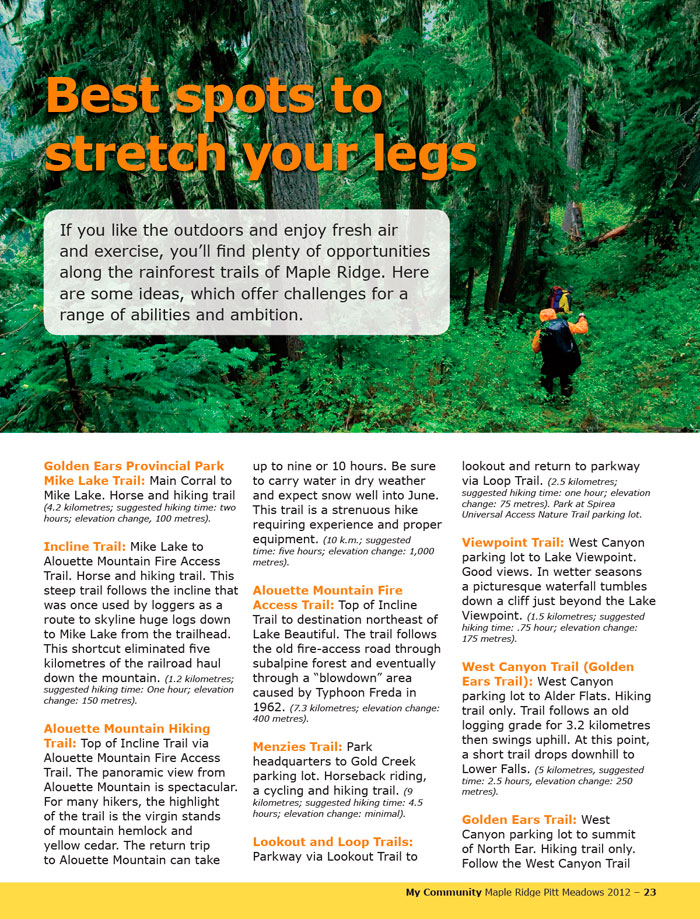 Best spots to
stretch your legs
If you like the outdoors and enjoy fresh air
and exercise, you’ll find plenty of opportunities
along the rainforest trails of Maple Ridge. Here
are some ideas, which offer challenges for a
range of abilities and ambition.
Golden Ears Provincial Park
Mike Lake Trail: Main Corral to
Mike Lake. Horse and hiking trail
(4.2 kilometres; suggested hiking time: two
hours; elevation change, 100 metres).
Incline Trail: Mike Lake to
Alouette Mountain Fire Access
Trail. Horse and hiking trail. This
steep trail follows the incline that
was once used by loggers as a
route to skyline huge logs down
to Mike Lake from the trailhead.
This shortcut eliminated five
kilometres of the railroad haul
down the mountain. (1.2 kilometres;
suggested hiking time: One hour; elevation
change: 150 metres).
Alouette Mountain Hiking
Trail: Top of Incline Trail via
Alouette Mountain Fire Access
Trail. The panoramic view from
Alouette Mountain is spectacular.
For many hikers, the highlight
of the trail is the virgin stands
of mountain hemlock and
yellow cedar. The return trip
to Alouette Mountain can take
up to nine or 10 hours. Be sure
to carry water in dry weather
and expect snow well into June.
This trail is a strenuous hike
requiring experience and proper
equipment. (10 k.m.; suggested
time: five hours; elevation change: 1,000
metres).
Alouette Mountain Fire
Access Trail: Top of Incline
Trail to destination northeast of
Lake Beautiful. The trail follows
the old fire-access road through
subalpine forest and eventually
through a “blowdown” area
caused by Typhoon Freda in
1962. (7.3 kilometres; elevation change:
400 metres).
Menzies Trail: Park
headquarters to Gold Creek
parking lot. Horseback riding,
a cycling and hiking trail. (9
kilometres; suggested hiking time: 4.5
hours; elevation change: minimal).
Lookout and Loop Trails:
Parkway via Lookout Trail to
lookout and return to parkway
via Loop Trail. (2.5 kilometres;
suggested hiking time: one hour; elevation
change: 75 metres). Park at Spirea
Universal Access Nature Trail parking lot.
Viewpoint Trail: West Canyon
parking lot to Lake Viewpoint.
Good views. In wetter seasons
a picturesque waterfall tumbles
down a cliff just beyond the Lake
Viewpoint. (1.5 kilometres; suggested
hiking time: .75 hour; elevation change:
175 metres).
West Canyon Trail (Golden
Ears Trail): West Canyon
parking lot to Alder Flats. Hiking
trail only. Trail follows an old
logging grade for 3.2 kilometres
then swings uphill. At this point,
a short trail drops downhill to
Lower Falls. (5 kilometres, suggested
time: 2.5 hours, elevation change: 250
metres).
Golden Ears Trail: West
Canyon parking lot to summit
of North Ear. Hiking trail only.
Follow the West Canyon Trail
My Community Maple Ridge Pitt Meadows 2012 – 23